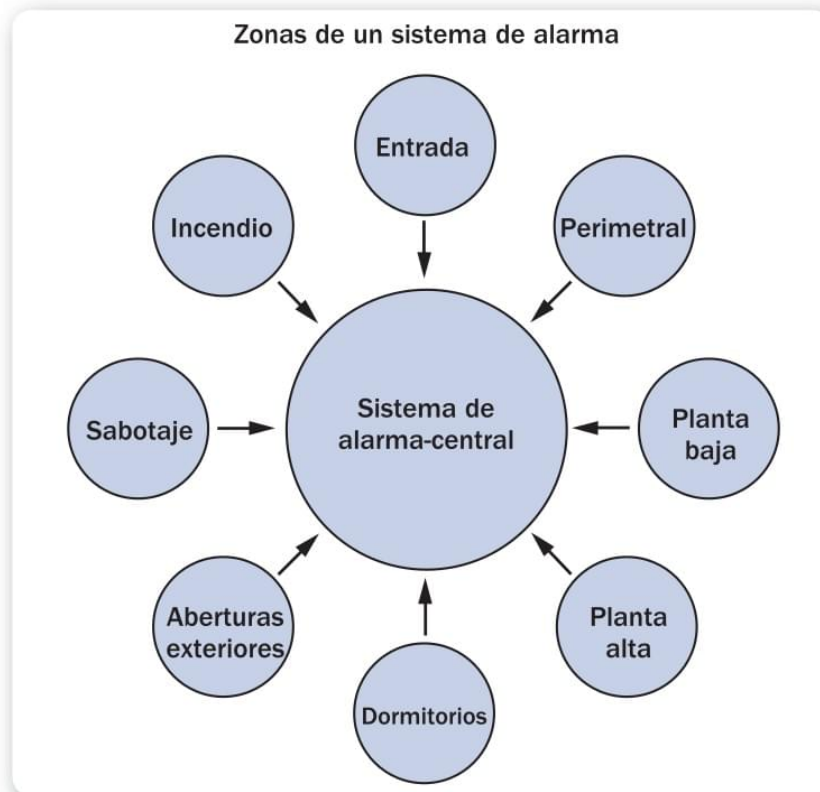 Zonas de un sistema de alarma
Entrada
Incendio
Perimetral
Sabotaje
Sistema de
alarma-central
Planta
baja
Aberturas
exteriores
Planta
alta
Dormitorios